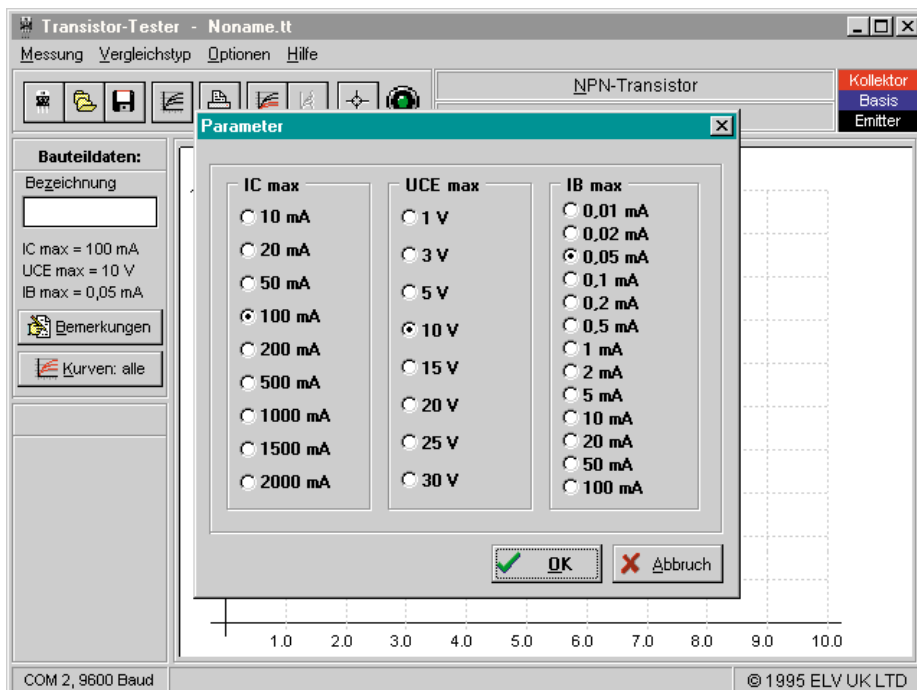 Transistor-Tester - Noname.tt
Messung Vergleichstyp Optionen Hilfe
NPN-Transistor
Kollektor
Basis
Emitter
Bauteildaten:
Bezeichnung
IC max = 100 mA
UCE max = 10 V
IB max = 0,05 mA
Bemerkungen
Kurven: alle
Parameter
IC max
10 mA
20 mA
50 mA
100 mA
200 mA
500 mA
1000 mA
1500 mA
2000 mA
UCE max
1 V
3 V
5 V
10 V
15 V
20 V
25 V
30 V
IB max
0,01 mA
0,02 mA
0,05 mA
0,1 mA
0,2 mA
0,5 mA
1 mA
2 mA
5 mA
10 mA
20 mA
50 mA
100 mA
OK
Abbruch
1.0 2.0 3.0 4.0 5.0 6.0 7.0 8.0 9.0 10.0
COM 2, 9600 Baud
© 1995 ELV UK LTD